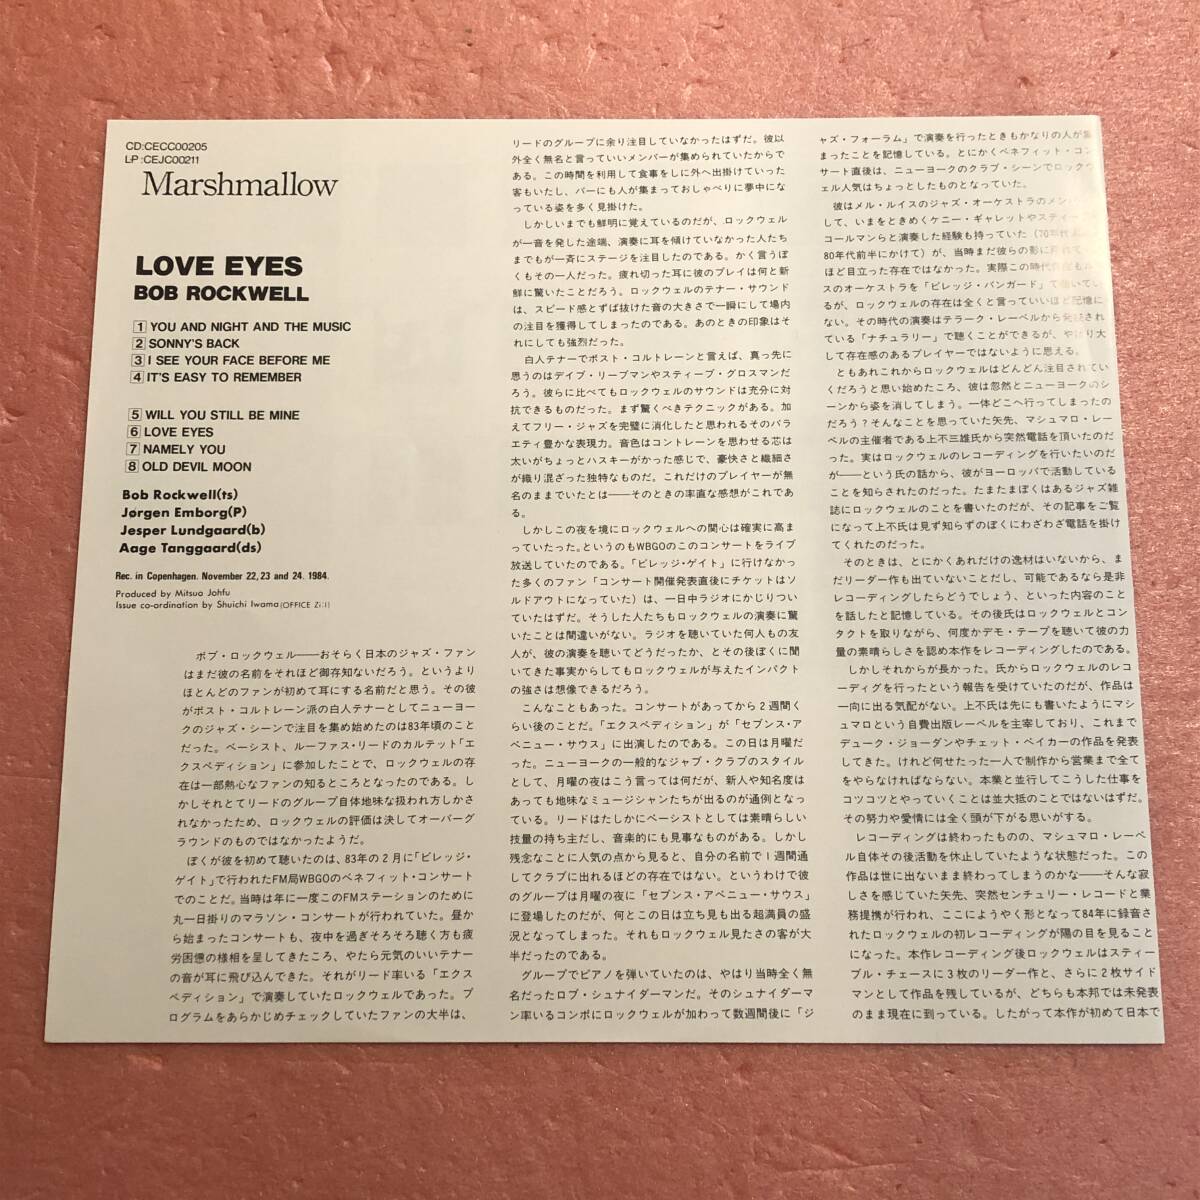 CD:CECC00205
LP:CEJC00211
Marshmallow
LOVE EYES
BOB ROCKWELL
1 YOU AND NIGHT AND THE MUSIC
2 SONNY'S BACK
3 I SEE YOUR FACE BEFORE ME
4 IT'S EASY TO REMEMBER
5 WILL YOU STILL BE MINE
6 LOVE EYES
7 NAMELY YOU
8 OLD DEVIL MOON
Bob Rockwell(ts)
Jørgen Emborg(P)
Jesper Lundgaard(b)
Aage Tanggaard(ds)
Rec. in Copenhagen. November 22, 23 and 24. 1984.
Produced by Mitsuo Johfu
Issue co-ordination by Shuichi Iwama (OFFICE Zi:)
ボブ・ロックウェル——おそらく日本のジャズ・ファン
はまだ彼の名前をそれほど御存知ないだろう。というより
ほとんどのファンが初めて耳にする名前だと思う。その彼
がポスト・コルトレーン派の白人テナーとしてニューヨー
クのジャズ・シーンで注目を集め始めたのは83年頃のこと
だった。ベーシスト、ルーファス・リードのカルテット「エ
クスペディション」に参加したことで、ロックウェルの存
在は一部熱心なファンの知るところとなったのである。し
かしそれとてリードのグループ自体地味な扱われ方しかさ
れなかったため、ロックウェルの評価は決してオーバーグ
ラウンドのものではなかったようだ。
ぼくが彼を初めて聴いたのは、83年の2月に「ビレッジ・
ゲイト」で行われたFM局WBGOのベネフィット・コンサート
でのことだ。当時は年に一度このFMステーションのために
丸一日掛りのマラソン・コンサートが行われていた。昼か
ら始まったコンサートも、夜中を過ぎそろそろ聴く方も疲
労困憊の様相を呈してきたころ、やたら元気のいいテナー
の音が耳に飛び込んできた。それがリード率いる「エクス
ペディション」で演奏していたロックウェルであった。プ
ログラムをあらかじめチェックしていたファンの大半は、
リードのグループに余り注目していなかったはずだ。彼以
外全く無名と言っていいメンバーが集められていたからで
ある。この時間を利用して食事をしに外へ出掛けていった
客もいたし、バーにも人が集まっておしゃべりに夢中にな
っている姿を多く見掛けた。
しかしいまでも鮮明に覚えているのだが、ロックウェル
が一音を発した途端、演奏に耳を傾けていなかった人たち
までもが一斉にステージを注目したのである。かく言うぼ
くもその一人だった。疲れ切った耳に彼のプレイは何と新
鮮に驚いたことだろう。ロックウェルのテナー・サウンド
は、スピード感とずば抜けた音の大きさで一瞬にして場内
の注目を獲得してしまったのである。あのときの印象はそ
れにしても強烈だった。
白人テナーでポスト・コルトレーンと言えば、真っ先に
思うのはデイブ・リーブマンやスティーブ・グロスマンだ
ろう。彼らに比べてもロックウェルのサウンドは充分に対
抗できるものだった。まず驚くべきテクニックがある。加
えてフリー・ジャズを完璧に消化したと思われるそのバラ
エティ豊かな表現力。音色はコントレーンを思わせる芯は
太いがちょっとハスキーがかった感じで、豪快さと繊細さ
が織り混ざった独特なものだ。これだけのプレイヤーが無
名のままでいたとは——そのときの率直な感想がこれであ
る。
しかしこの夜を境にロックウェルへの関心は確実に高ま
っていたった。というのもWBGOのこのコンサートをライブ
放送していたのである。「ビレッジ・ゲイト」に行けなかっ
た多くのファン「コンサート開催発表直後にチケットはソ
ルドアウトになっていた）は、一日中ラジオにかじりつい
ていたはずだ。そうした人たちもロックウェルの演奏に驚
いたことは間違いがない。ラジオを聴いていた何人もの友
人が、彼の演奏を聴いてどうだったか、とその後ぼくに聞
いてきた事実からしてもロックウェルが与えたインパクト
の強さは想像できるだろう。
こんなこともあった。コンサートがあってから2週間く
らい後のことだ。「エクスペディション」が「セブンス・ア
ベニュー・サウス」に出演したのである。この日は月曜だ
った。ニューヨークの一般的なジャブ・クラブのスタイル
として、月曜の夜はこう言っては何だが、新人や知名度は
あっても地味なミュージシャンたちが出るのが通例となっ
ている。リードはたしかにベーシストとしては素晴らしい
技量の持ち主だし、音楽的にも見事なものがある。しかし
残念なことに人気の点から見ると、自分の名前で1週間通
してクラブに出れるほどの存在ではない。というわけで彼
のグループは月曜の夜に「セブンス・アベニュー・サウス」
に登場したのだが、何とこの日は立ち見も出る超満員の盛
況となってしまった。それもロックウェル見たさの客が大
半だったのである。
グループでピアノを弾いていたのは、やはり当時全く無
名だったロブ・シュナイダーマンだ。そのシュナイダーマ
ン率いるコンボにロックウェルが加わって数週間後に「ジ
ャズ・フォーラム」で演奏を行ったときもかなりの人が集
まったことを記憶している。とにかくベネフィット・コン
サート直後は、ニューヨークのクラブ・シーンでロックウ
ェル人気はちょっとしたものとなっていた。
彼はメル・ルイスのジャズ・オーケストラのメン
して、いまをときめくケニー・ギャレットやスティーブ・
コールマンらと演奏した経験も持っていた（70年代
80年代前半にかけて）が、当時まだ彼らの影に隠れてい
ほど目立った存在ではなかった。実際この時代
スのオーケストラを「ビレッジ・バンガード」で聴いてい
るが、ロックウェルの存在は全くと言っていいほど記憶に
ない。その時代の演奏はテラーク・レーベルから発売され
ている「ナチュラリー」で聴くことができるが、やはり大
して存在感のあるプレイヤーではないように思える。
ともあれこれからロックウェルはどんどん注目されてい
くだろうと思い始めたころ、彼は忽然とニューヨークのシ
ーンから姿を消してしまう。一体どこへ行ってしまったの
だろう？そんなことを思っていた矢先、マシュマロ・レー
ベルの主催者である上不三雄氏から突然電話を頂いたのだ
った。実はロックウェルのレコーディングを行いたいのだ
が——という氏の話から、彼がヨーロッパで活動している
ことを知らされたのだった。たまたまぼくはあるジャズ雑
誌にロックウェルのことを書いたのだが、その記事をご覧
になって上不氏は見ず知らずのぼくにわざわざ電話を掛け
てくれたのだった。
そのときは、とにかくあれだけの逸材はいないから、ま
だリーダー作も出ていないことだし、可能であるなら是非
レコーディングしたらどうでしょう、といった内容のこと
を話したと記憶している。その後氏はロックウェルとコン
タクトを取りながら、何度かデモ・テープを聴いて彼の力
量の素晴らしさを認め本作をレコーディングしたのである。
しかしそれからが長かった。氏からロックウェルのレコ
ーディグを行ったという報告を受けていたのだが、作品は
一向に出る気配がない。上不氏は先にも書いたようにマシ
ュマロという自費出版レーベルを主宰しており、これまで
デューク・ジョーダンやチェット・ベイカーの作品を発表
してきた。けれど何せたった一人で制作から営業まで全て
をやらなければならない。本業と並行してこうした仕事を
コツコツとやっていくことは並大抵のことではないはずだ。
その努力や愛情には全く頭が下がる思いがする。
レコーディングは終わったものの、マシュマロ・レーベ
ル自体その後活動を休止していたような状態だった。この
作品は世に出ないまま終わってしまうのかな——そんな寂
しさを感じていた矢先、突然センチュリー・レコードと業
務提携が行われ、ここにようやく形となって84年に録音さ
れたロックウェルの初レコーディングが陽の目を見ること
になった。本作レコーディング後ロックウェルはスティー
プル・チェースに3枚のリーダー作と、さらに2枚サイド
マンとして作品を残しているが、どちらも本邦では未発表
のまま現在に到っている。したがって本作が初めて日本で